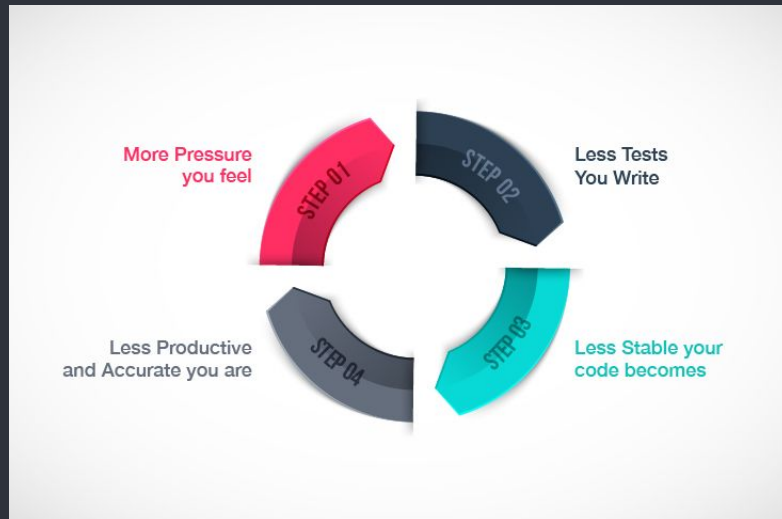 More Pressure
you feel
STEP 01
STEP 02
Less Tests
You Write
STEP 03
Less Stable your
code becomes
STEP 04
Less Productive
and Accurate you are